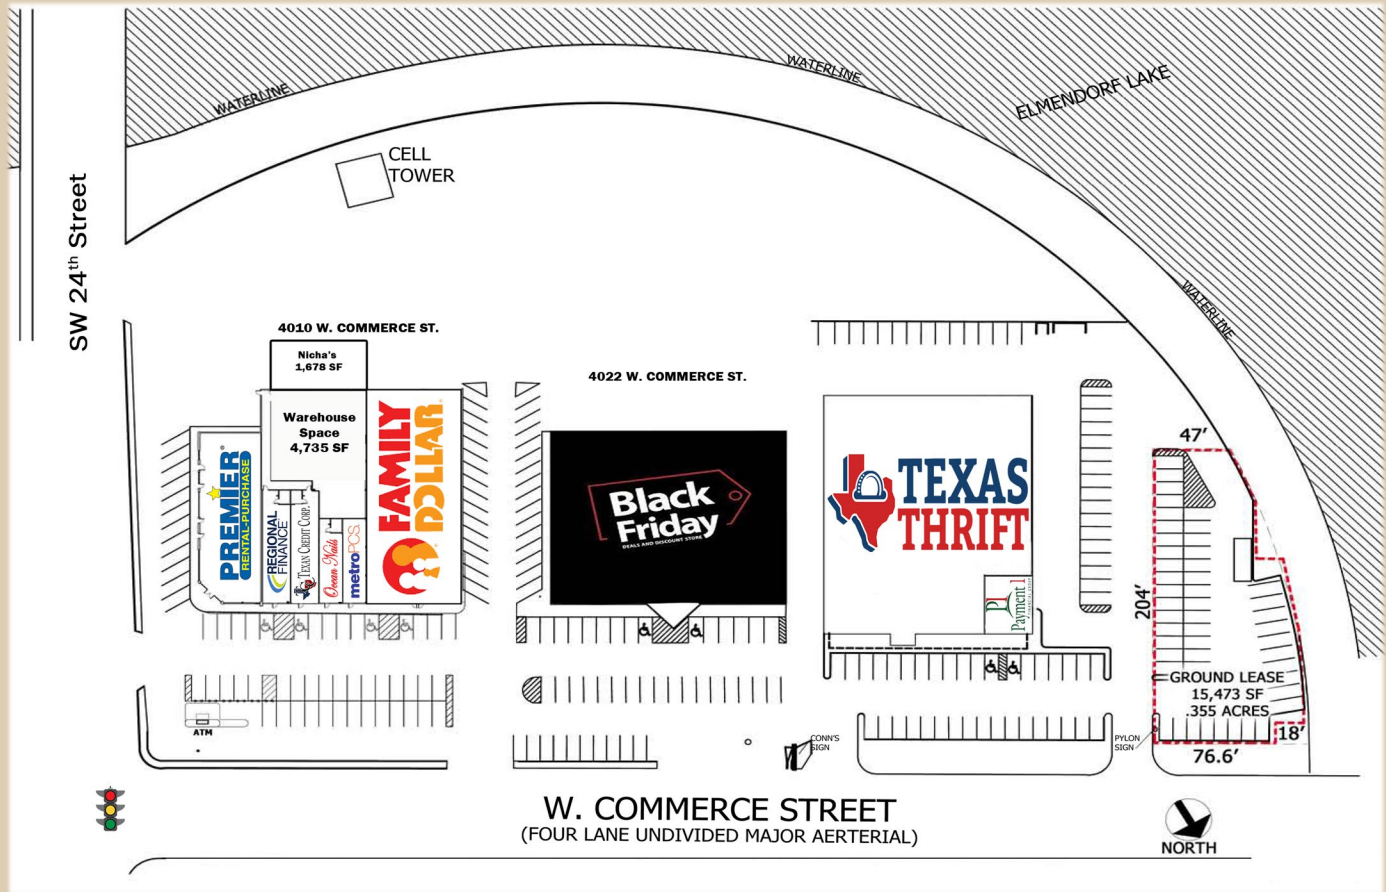 WATERLINE
WATERLINE
ELMENDORF LAKE
CELL
TOWER
SW 24th Street
WATERLINE
4010 W. COMMERCE ST.
Nicha's
1,678 SF
4022 W. COMMERCE ST.
Warehouse
Space
4,735 SF
FAMILY
DOLLAR
PREMIER
RENTAL-PURCHASE
REGIONAL
FINANCE
TEXAN CREDIT CORP.
Ocean Nails
metroPCS.
Black
Friday
DEALS AND DISCOUNT STORE
TEXAS
THRIFT
P1
Payment 1
47'
204'
GROUND LEASE
15,473 SF
.355 ACRES
18'
76.6'
ATM
CONN'S
SIGN
PYLON
SIGN
W. COMMERCE STREET
(FOUR LANE UNDIVIDED MAJOR AERTERIAL)
NORTH